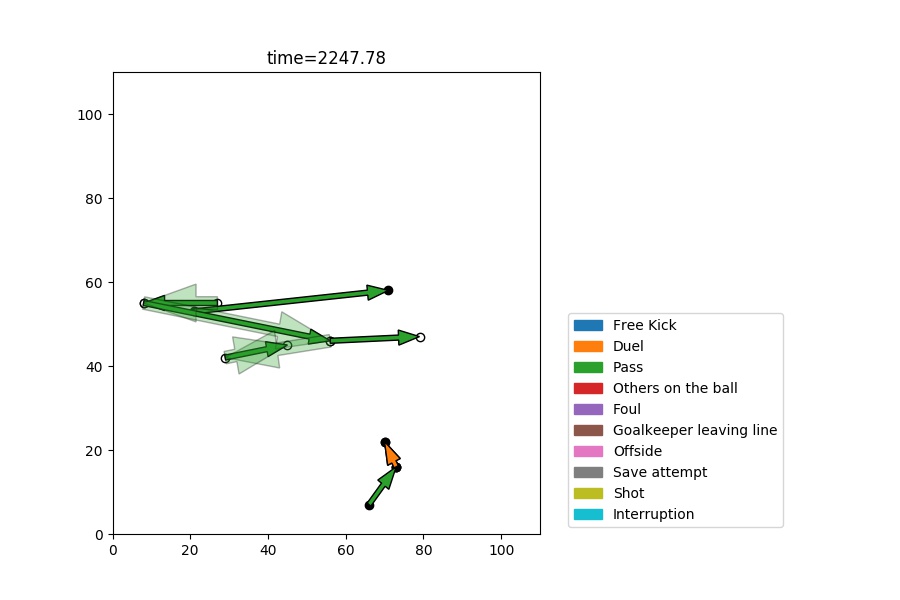 time=2247.78
100
80
60
40
20
0
0 20 40 60 80 100
Free Kick
Duel
Pass
Others on the ball
Foul
Goalkeeper leaving line
Offside
Save attempt
Shot
Interruption